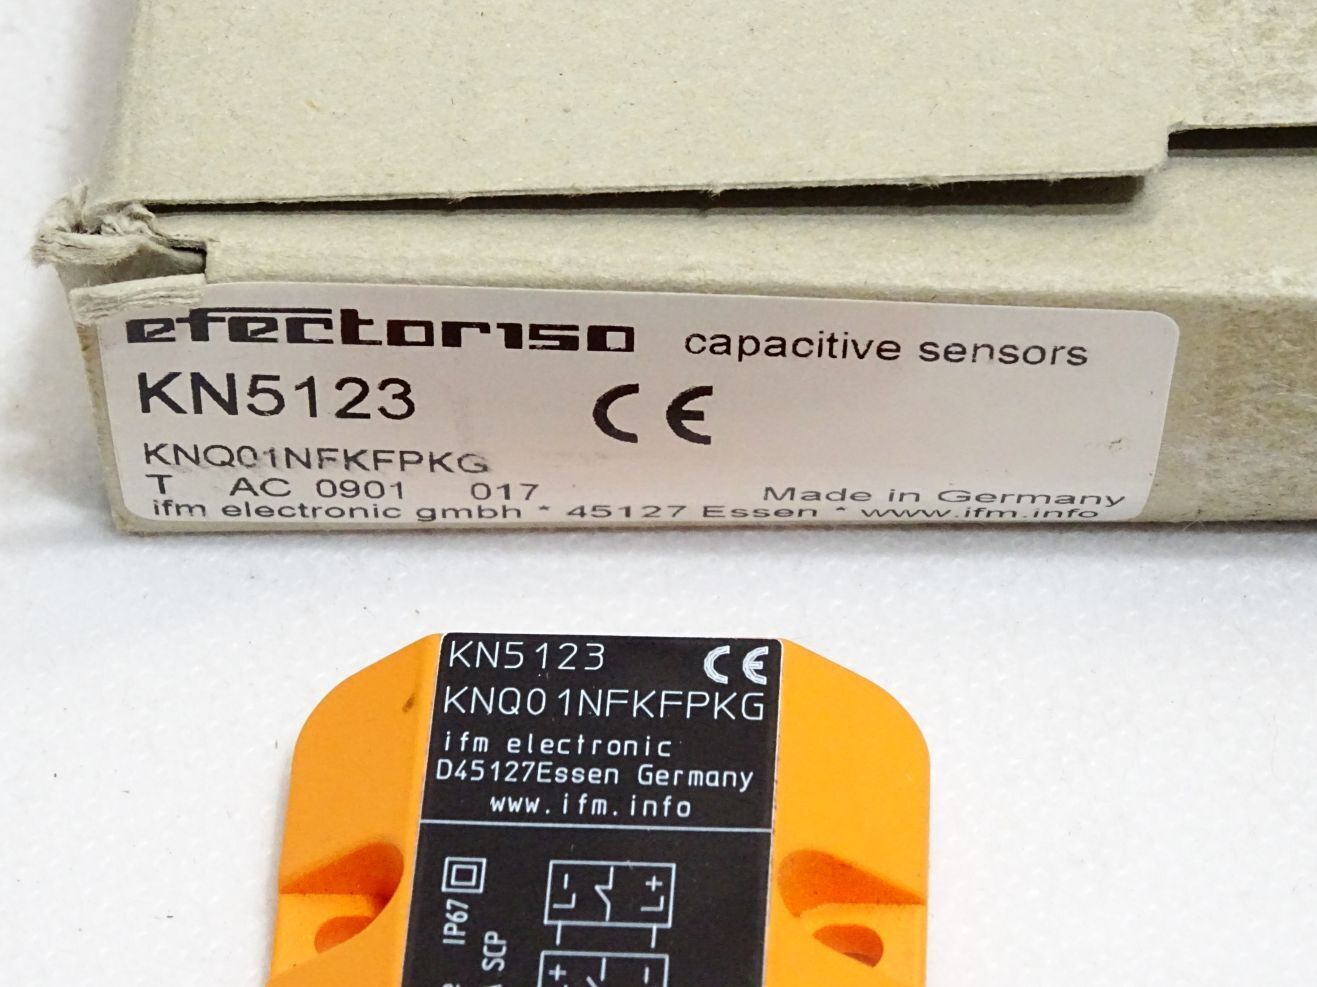 efector150 capacitive sensors
KN5123 CE
KNQ01NFKFPKG
T AC 0901 017 Made in Germany
ifm electronic gmbh * 45127 Essen * www.ifm.info
KN5123 CE
KNQ01NFKFPKG
ifm electronic
D45127Essen Germany
www.ifm.info
IP67
SCP
L- L+
+ -